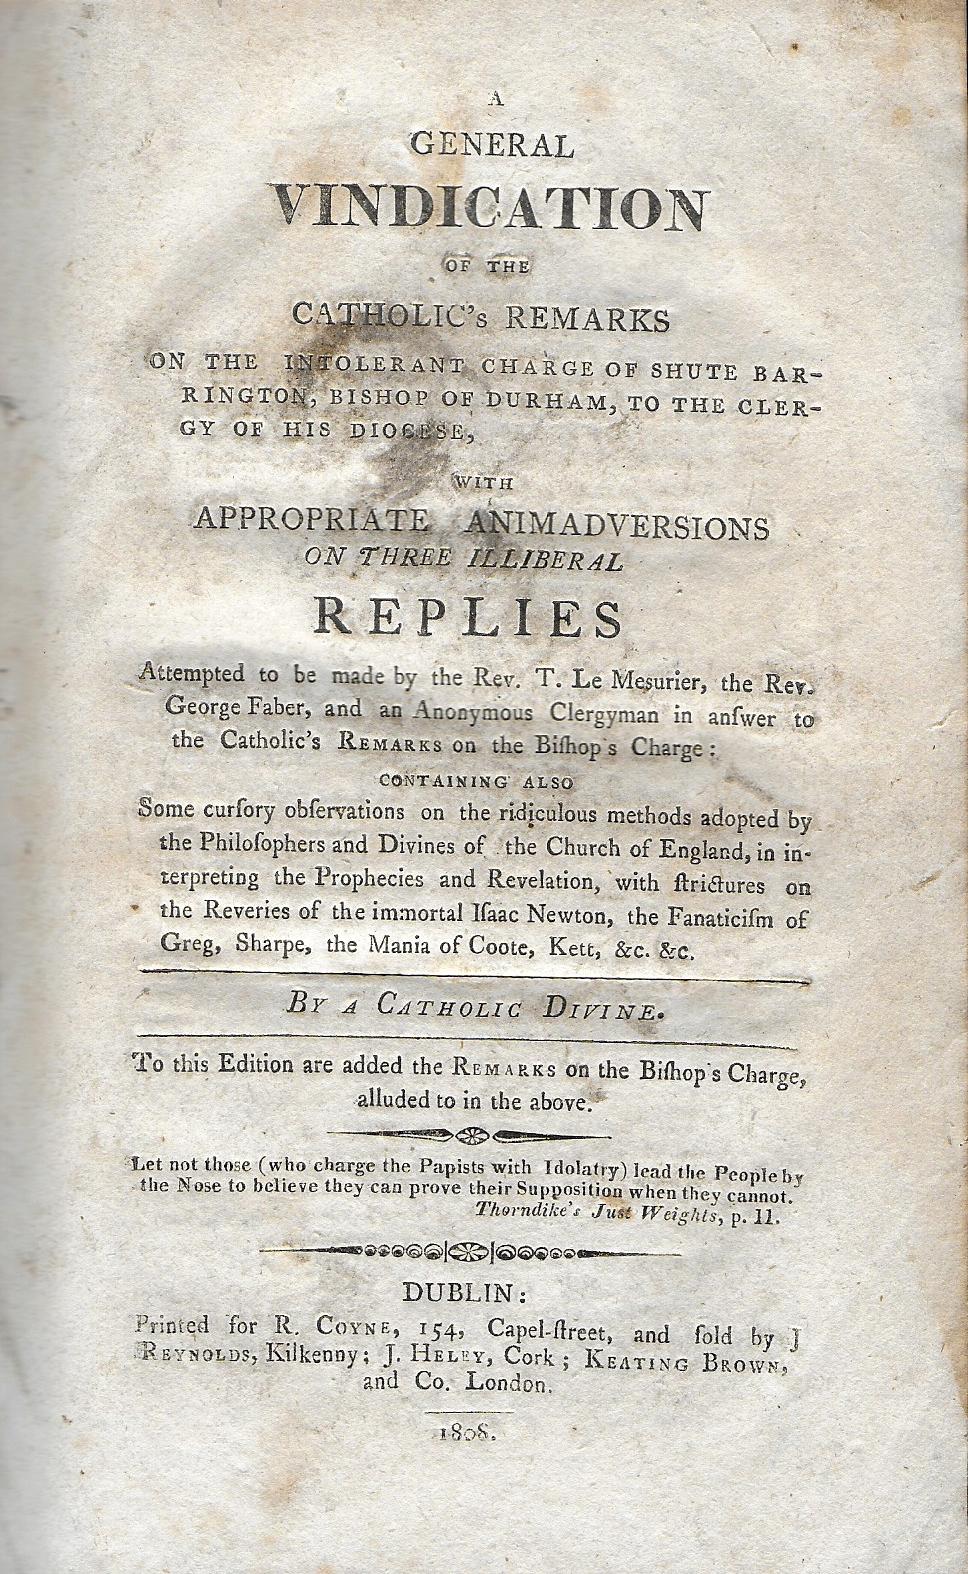 A
GENERAL
VINDICATION
OF THE
CATHOLIC's REMARKS
ON THE INTOLERANT CHARGE OF SHUTE BAR-
RINGTON, BISHOP OF DURHAM, TO THE CLER-
GY OF HIS DIOCESE,
WITH
APPROPRIATE ANIMADVERSIONS
ON THREE ILLIBERAL
REPLIES
Attempted to be made by the Rev. T. Le Mesurier, the Rev.
George Faber, and an Anonymous Clergyman in anſwer to
the Catholic's REMARKS on the Biſhop's Charge:
CONTAINING ALSO
Some curſory obſervations on the ridiculous methods adopted by
the Philoſophers and Divines of the Church of England, in in-
terpreting the Prophecies and Revelation, with ſtrictures on
the Reveries of the immortal Iſaac Newton, the Fanaticiſm of
Greg, Sharpe, the Mania of Coote, Kett, &c. &c.
BY A CATHOLIC DIVINE.
To this Edition are added the REMARKS on the Biſhop's Charge,
alluded to in the above.
Let not those (who charge the Papists with Idolatry) lead the People by
the Nose to believe they can prove their Supposition when they cannot.
Thorndike's Just Weights, p. 11.
DUBLIN:
Printed for R. COYNE, 154, Capel-ſtreet, and ſold by J
REYNOLDS, Kilkenny; J. HELEY, Cork; KEATING BROWN,
and Co. London.
1808.